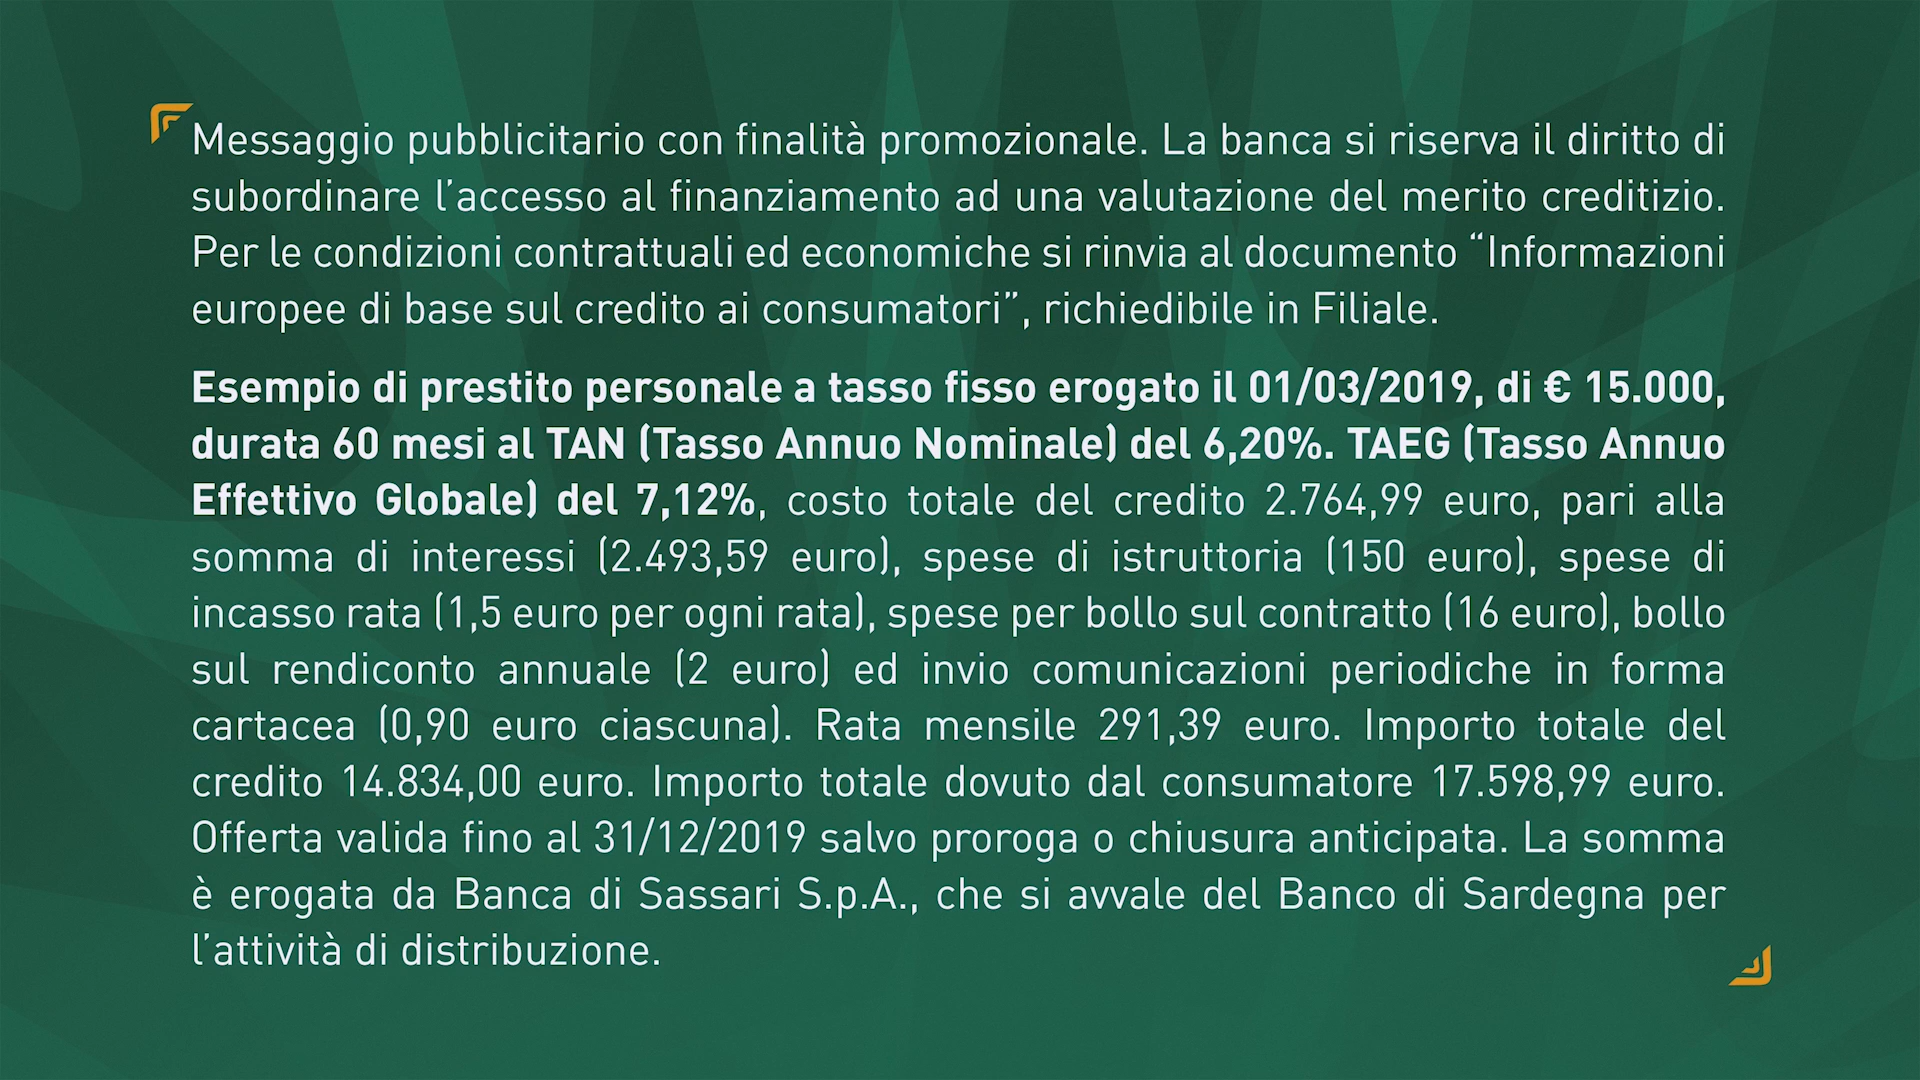 Messaggio pubblicitario con finalità promozionale. La banca si riserva il diritto di
subordinare l’accesso al finanziamento ad una valutazione del merito creditizio.
Per le condizioni contrattuali ed economiche si rinvia al documento “Informazioni
europee di base sul credito ai consumatori”, richiedibile in Filiale.
Esempio di prestito personale a tasso fisso erogato il 01/03/2019, di € 15.000,
durata 60 mesi al TAN (Tasso Annuo Nominale) del 6,20%. TAEG (Tasso Annuo
Effettivo Globale) del 7,12%, costo totale del credito 2.764,99 euro, pari alla
somma di interessi (2.493,59 euro), spese di istruttoria (150 euro), spese di
incasso rata (1,5 euro per ogni rata), spese per bollo sul contratto (16 euro), bollo
sul rendiconto annuale (2 euro) ed invio comunicazioni periodiche in forma
cartacea (0,90 euro ciascuna). Rata mensile 291,39 euro. Importo totale del
credito 14.834,00 euro. Importo totale dovuto dal consumatore 17.598,99 euro.
Offerta valida fino al 31/12/2019 salvo proroga o chiusura anticipata. La somma
è erogata da Banca di Sassari S.p.A., che si avvale del Banco di Sardegna per
l’attività di distribuzione.